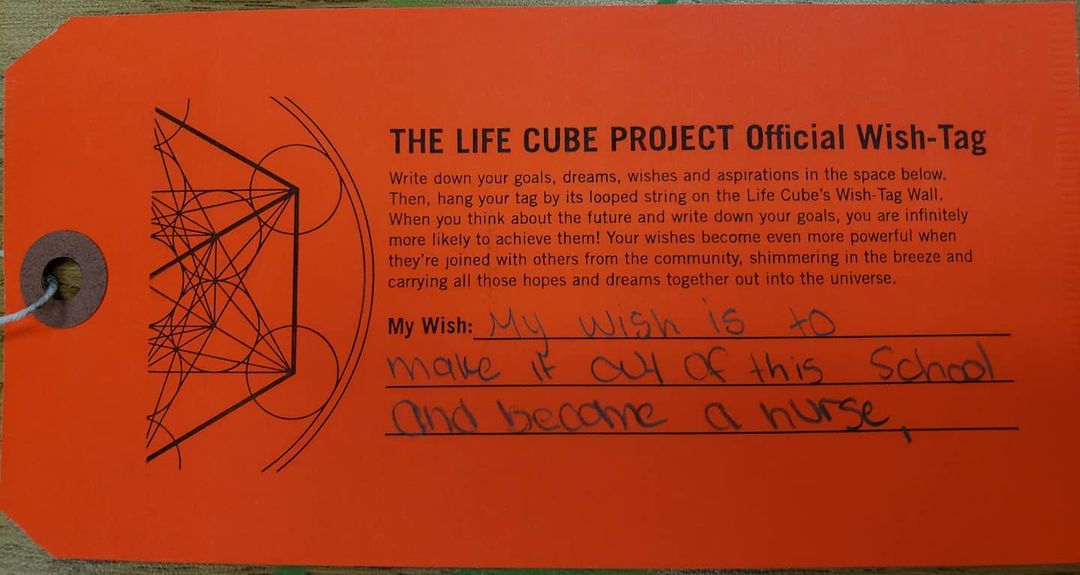 THE LIFE CUBE PROJECT Official Wish-Tag
Write down your goals, dreams, wishes and aspirations in the space below.
Then, hang your tag by its looped string on the Life Cube's Wish-Tag Wall.
When you think about the future and write down your goals, you are infinitely
more likely to achieve them! Your wishes become even more powerful when
they're joined with others from the community, shimmering in the breeze and
carrying all those hopes and dreams together out into the universe.
My Wish: My wish is to
make it out of this School
and become a nurse,